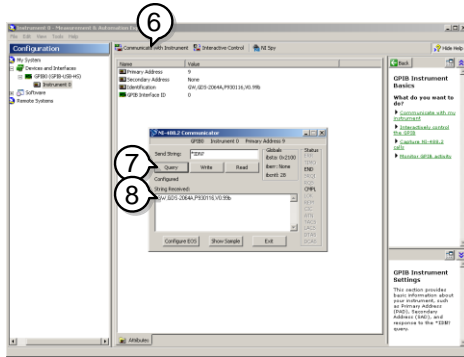 Instrument 0 - Measurement & Automation
File Edit View Tools Help
Configuration
Communicate with Instrument Interactive Control NI Spy
Hide Help
My System
Devices and Interfaces
GPIB0 (GPIB-USB-HS)
Instrument 0
Software
Remote Systems
Name Value
Primary Address 9
Secondary Address None
Identification GW,GDS-2064A,P930116,V0.99b
GPIB Interface ID 0
6
NI-488.2 Communicator
GPIB0 Instrument 0 Primary Address 9
Send String: *IDN?
Globals
Status
ibsta: 0x2100
iberr: None
ibcntl: 28
END
CMPL
7
Query Write Read
Configured
String Received:
8
GW,GDS-2064A,P930116,V0.99b
Configure EOS Show Sample Exit
Attributes
Back
GPIB Instrument
Basics
What do you want to
do?
Communicate with my
instrument
Interactively control
the GPIB
Capture NI-488.2
calls
Monitor GPIB activity
GPIB Instrument
Settings
This section provides
basic information about
your instrument, such
as Primary Address
(PAD), Secondary
Address (SAD), and
response to the *IDN?
query.